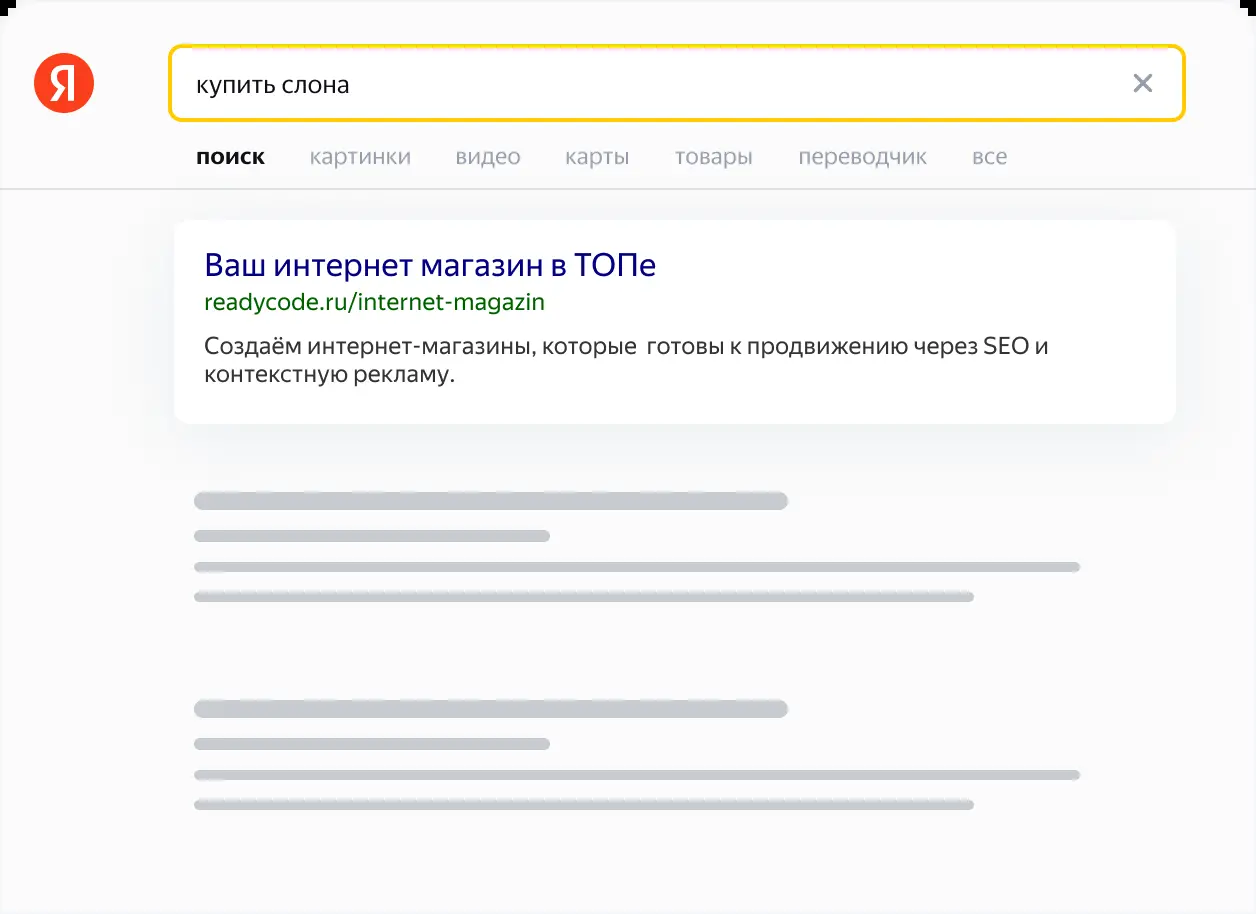 Я
купить слона
поиск картинки видео карты товары переводчик все
Ваш интернет магазин в ТОПе
readycode.ru/internet-magazin
Создаём интернет-магазины, которые готовы к продвижению через SEO и
контекстную рекламу.